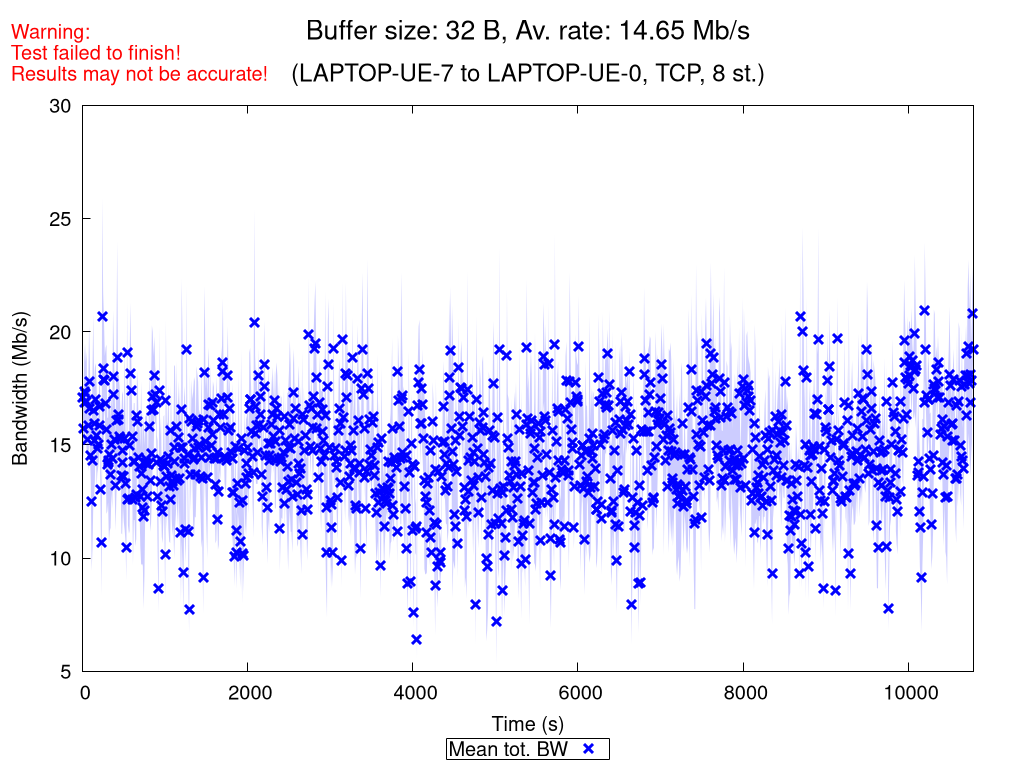 Warning:
Test failed to finish!
Results may not be accurate!
Buffer size: 32 B, Av. rate: 14.65 Mb/s
(LAPTOP-UE-7 to LAPTOP-UE-0, TCP, 8 st.)
30
25
20
15
10
5
Bandwidth (Mb/s)
0 2000 4000 6000 8000 10000
Time (s)
Mean tot. BW